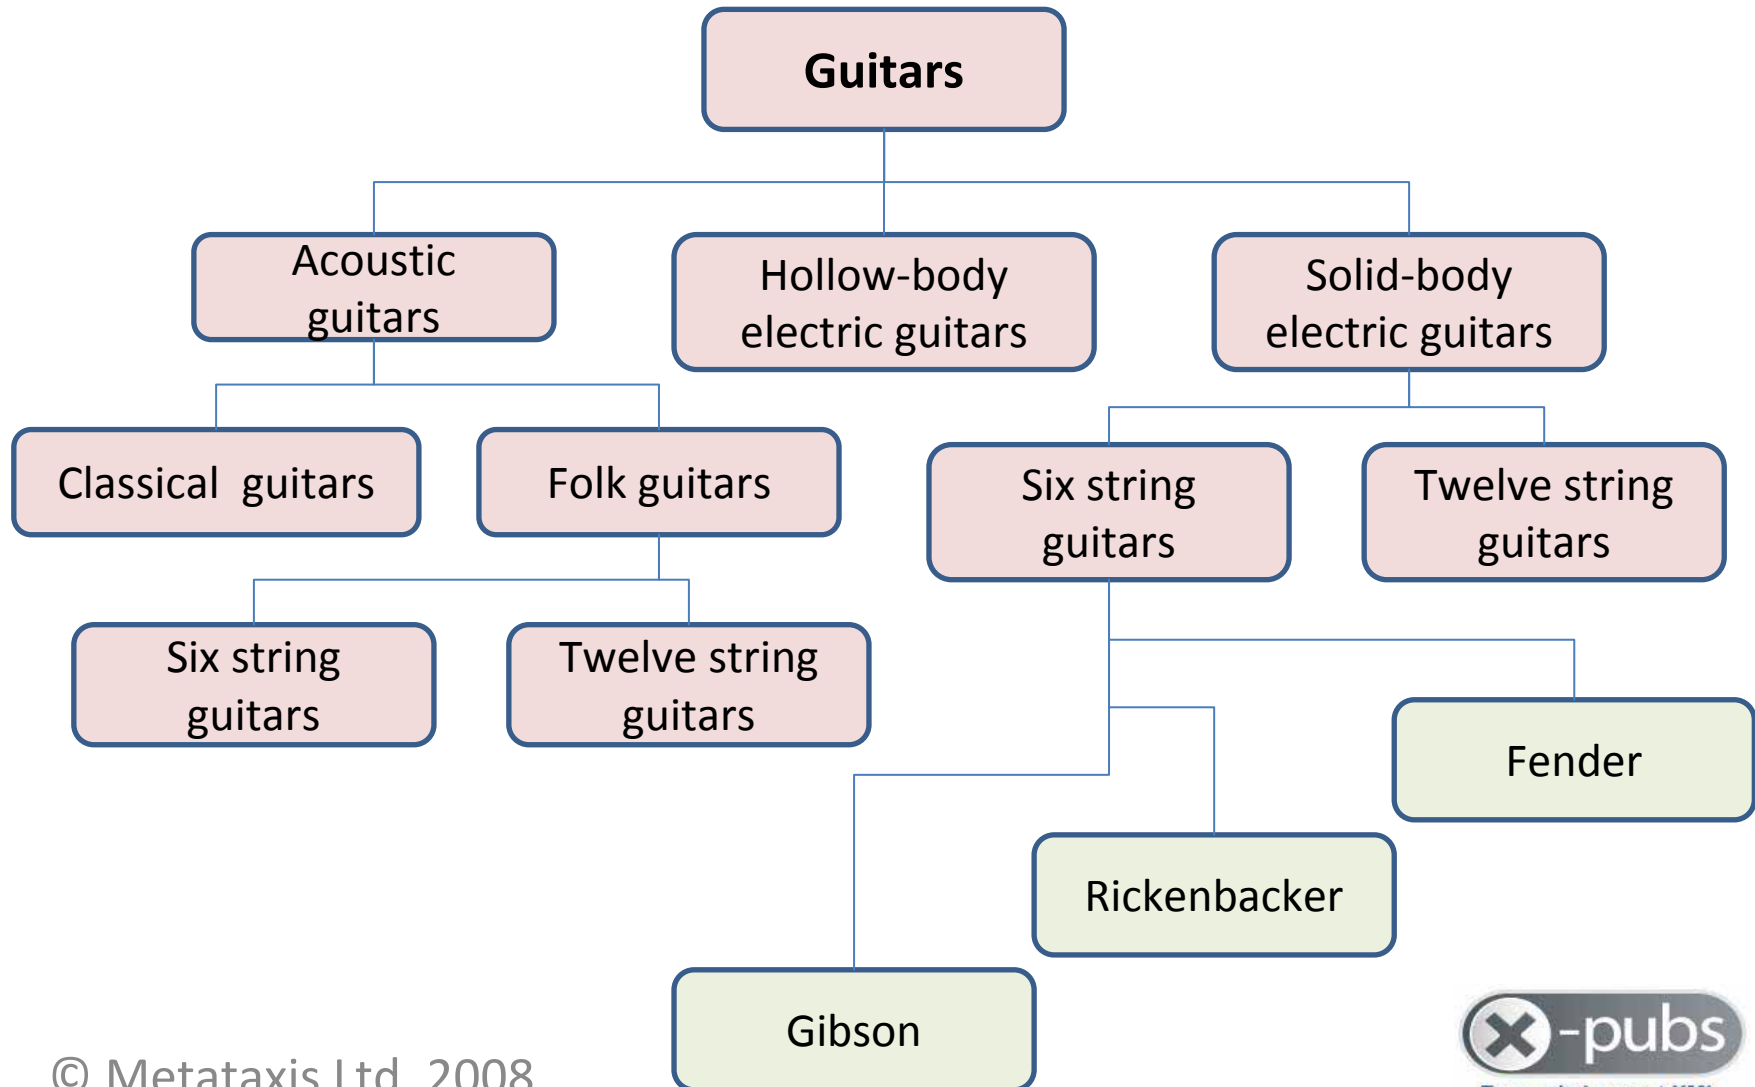 Guitars
Acoustic
guitars
Hollow-body
electric guitars
Solid-body
electric guitars
Classical guitars
Folk guitars
Six string
guitars
Twelve string
guitars
Six string
guitars
Twelve string
guitars
Fender
Rickenbacker
Gibson
© Metataxis Ltd. 2008
X-pubs